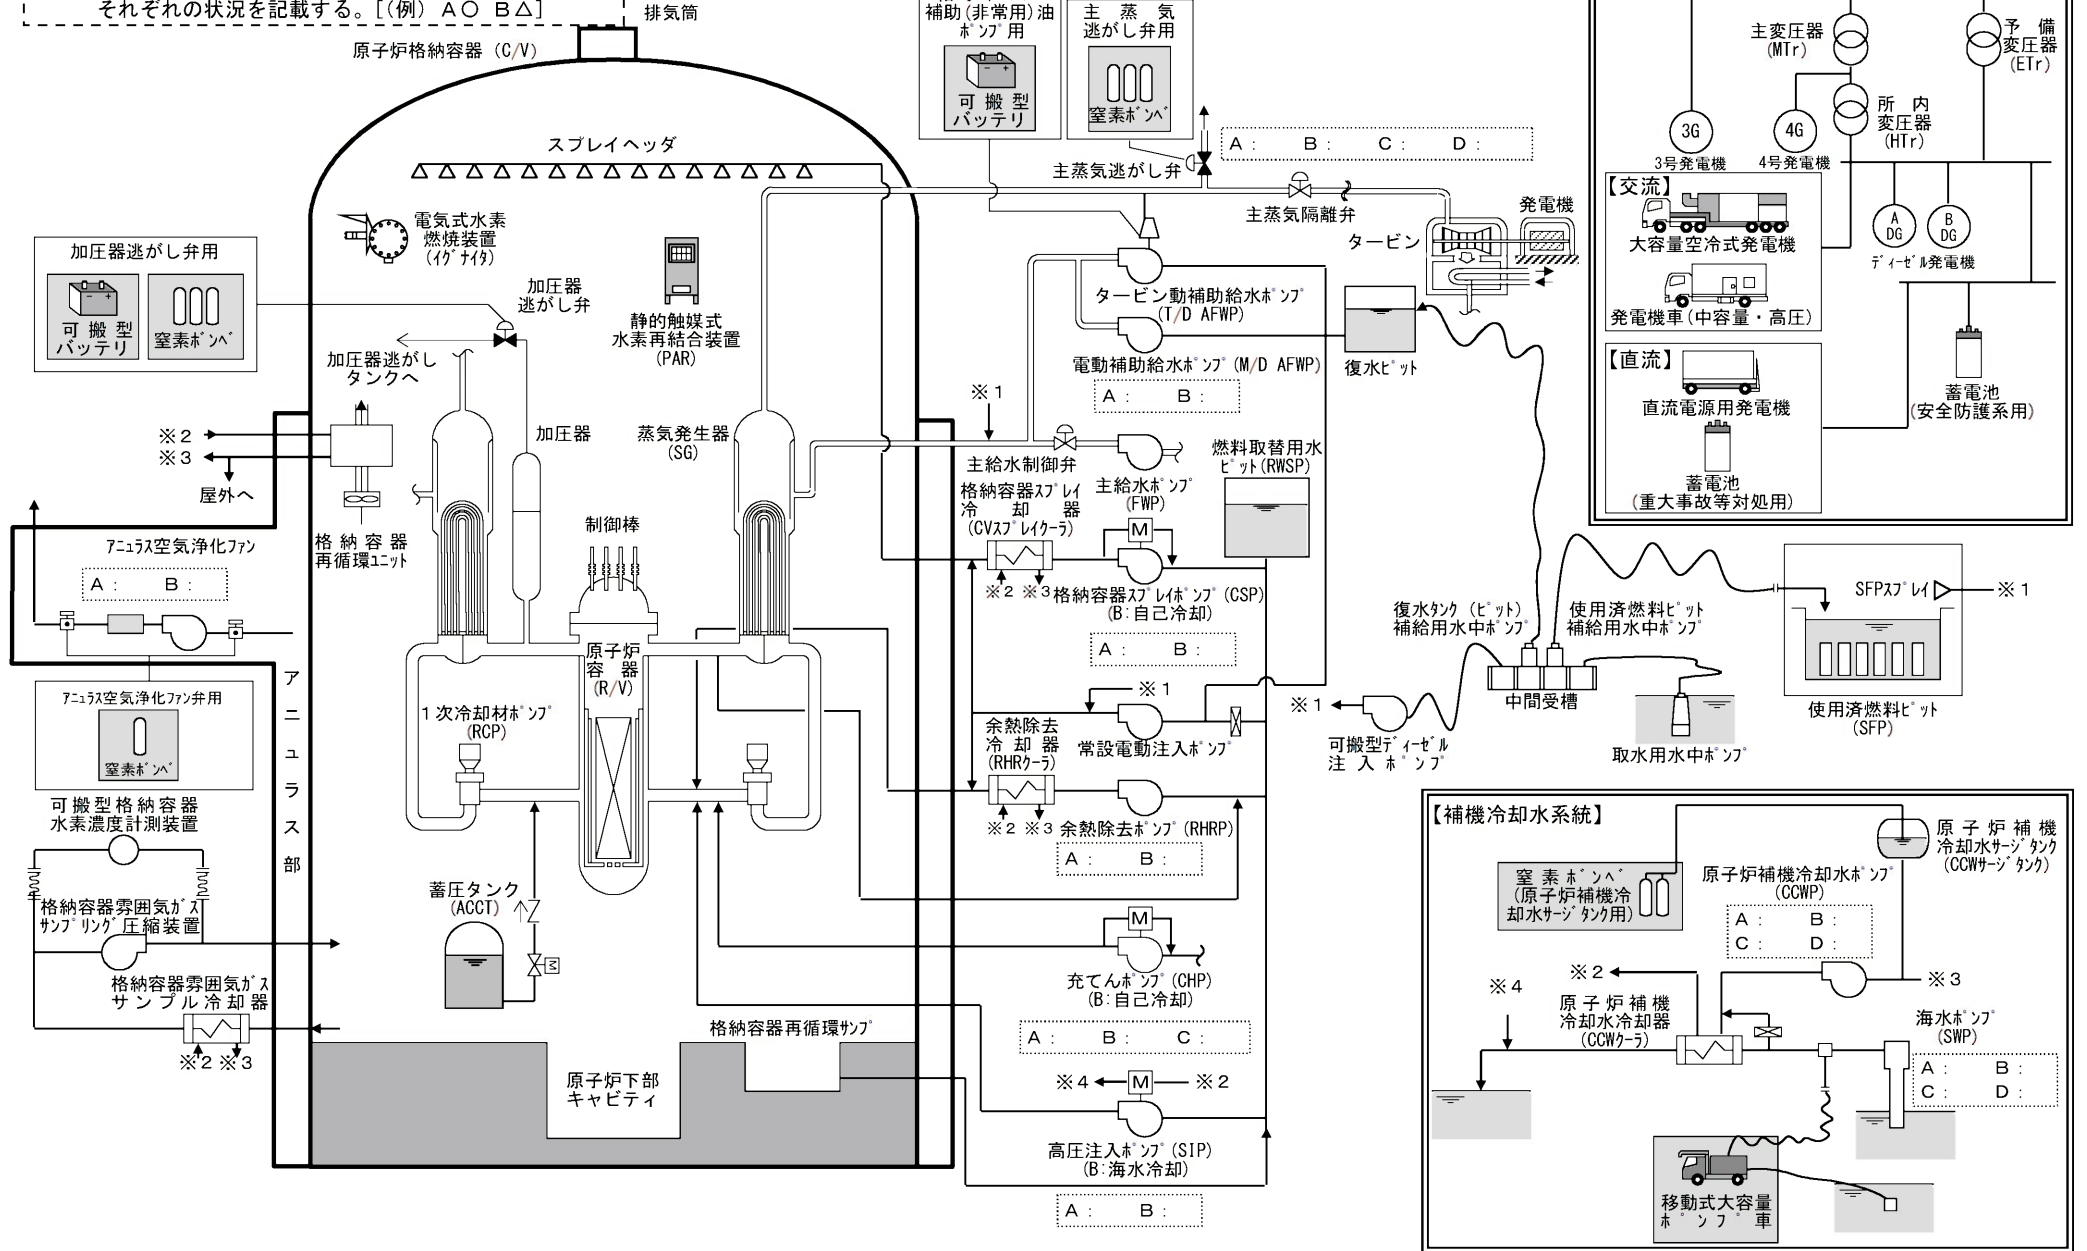 それぞれの状況を記載する。[(例) A○ B△]
排気筒
原子炉格納容器 (C/V)
補助(非常用)油
ポンプ用
可搬型
バッテリ
主蒸気
逃がし弁用
窒素ボンベ
スプレイヘッダ
主蒸気逃がし弁
A: B: C: D:
主蒸気隔離弁
タービン
発電機
電気式水素
燃焼装置
(イグナイタ)
静的触媒式
水素再結合装置
(PAR)
加圧器逃がし弁用
可搬型
バッテリ
窒素ボンベ
加圧器
逃がし弁
加圧器逃がし
タンクへ
※2
※3
屋外へ
格納容器
再循環ユニット
加圧器
蒸気発生器
(SG)
制御棒
原子炉
容器
(R/V)
1次冷却材ポンプ
(RCP)
蓄圧タンク
(ACCT)
格納容器再循環サンプ
原子炉下部
キャビティ
アニュラス空気浄化ファン
A: B:
アニュラス空気浄化ファン弁用
窒素ボンベ
アニュラス部
可搬型格納容器
水素濃度計測装置
格納容器雰囲気ガス
サンプリング圧縮装置
格納容器雰囲気ガス
サンプル冷却器
※2 ※3
タービン動補助給水ポンプ
(T/D AFWP)
電動補助給水ポンプ(M/D AFWP)
A: B:
復水ピット
※1
主給水制御弁
主給水ポンプ
(FWP)
燃料取替用水
ピット(RWSP)
格納容器スプレイ
冷却器
(CVスプレイクーラ)
M
※2 ※3
格納容器スプレイポンプ(CSP)
(B:自己冷却)
A: B:
※1
常設電動注入ポンプ
余熱除去
冷却器
(RHRクーラ)
※2 ※3
余熱除去ポンプ(RHRP)
A: B:
M
M
充てんポンプ(CHP)
(B:自己冷却)
A: B: C:
※4 M ※2
高圧注入ポンプ(SIP)
(B:海水冷却)
A: B:
主変圧器
(MTr)
予備
変圧器
(ETr)
所内
変圧器
(HTr)
3G
3号発電機
4G
4号発電機
【交流】
大容量空冷式発電機
発電機車(中容量・高圧)
A
DG
B
DG
ディーゼル発電機
【直流】
直流電源用発電機
蓄電池
(重大事故等対処用)
蓄電池
(安全防護系用)
復水タンク(ピット)
補給用水中ポンプ
使用済燃料ピット
補給用水中ポンプ
SFPスプレイ
※1
使用済燃料ピット
(SFP)
中間受槽
取水用水中ポンプ
※1
可搬型ディーゼル
注入ポンプ
【補機冷却水系統】
原子炉補機
冷却水サージタンク
(CCWサージタンク)
窒素ボンベ
(原子炉補機冷
却水サージタンク用)
原子炉補機冷却水ポンプ
(CCWP)
A: B:
C: D:
※2
※3
※4
原子炉補機
冷却水冷却器
(CCWクーラ)
海水ポンプ
(SWP)
A: B:
C: D:
移動式大容量
ポンプ車